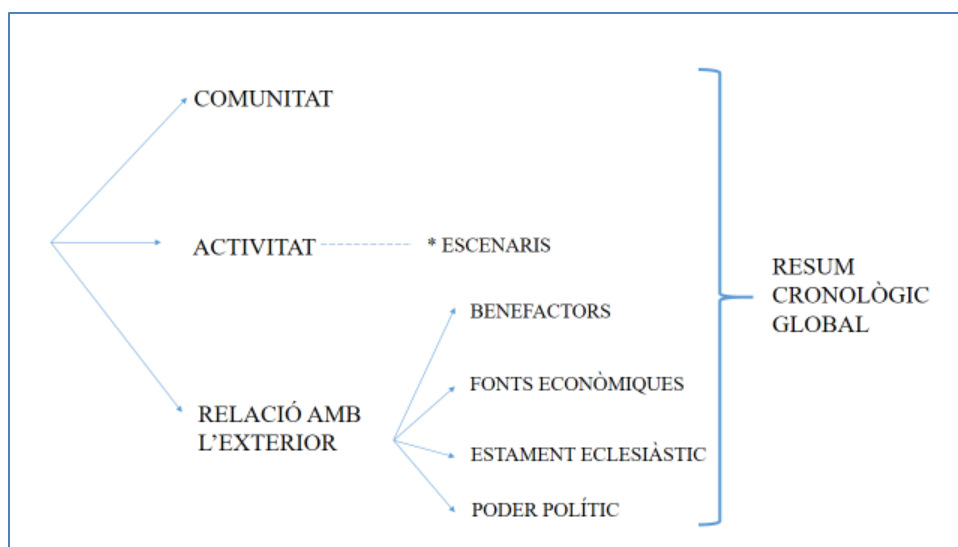 COMUNITAT
ACTIVITAT
* ESCENARIS
RELACIÓ AMB
L’EXTERIOR
BENEFACTORS
FONTS ECONÒMIQUES
ESTAMENT ECLESIÀSTIC
PODER POLÍTIC
RESUM
CRONOLÒGIC
GLOBAL